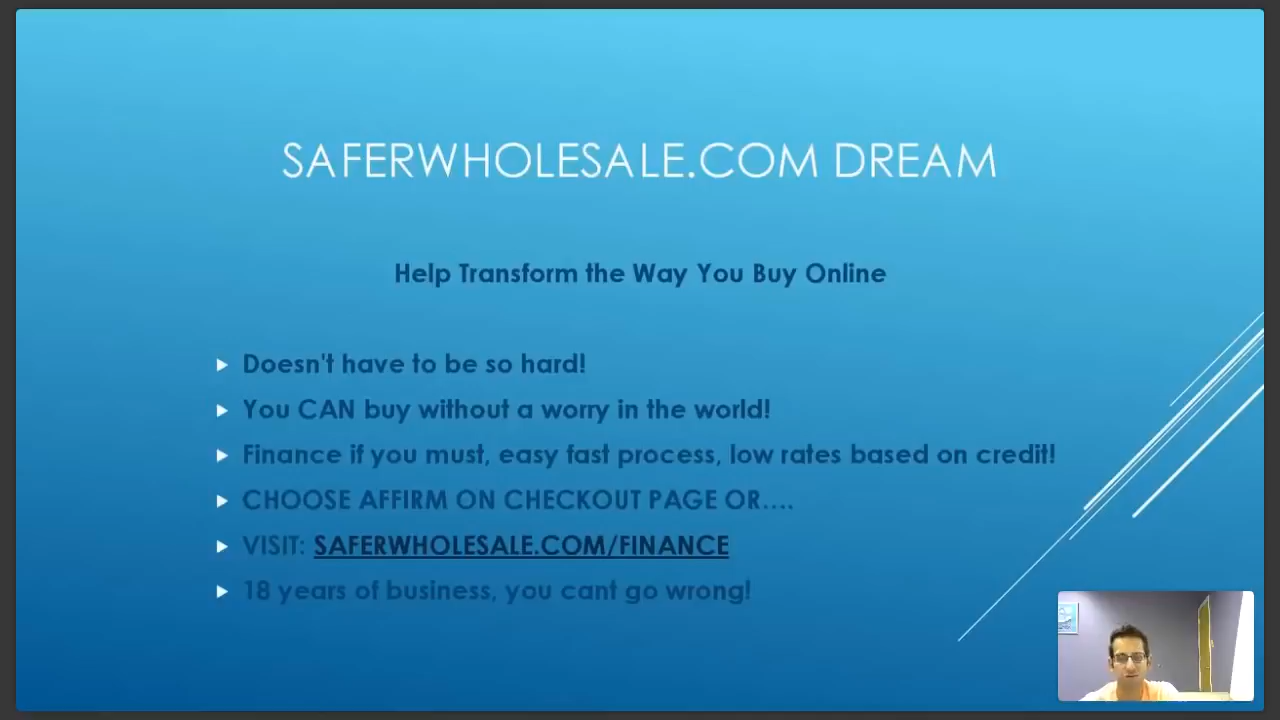 SAFERWHOLESALE.COM DREAM
Help Transform the Way You Buy Online
Doesn't have to be so hard!
You CAN buy without a worry in the world!
Finance if you must, easy fast process, low rates based on credit!
CHOOSE AFFIRM ON CHECKOUT PAGE OR....
VISIT: SAFERWHOLESALE.COM/FINANCE
18 years of business, you cant go wrong!